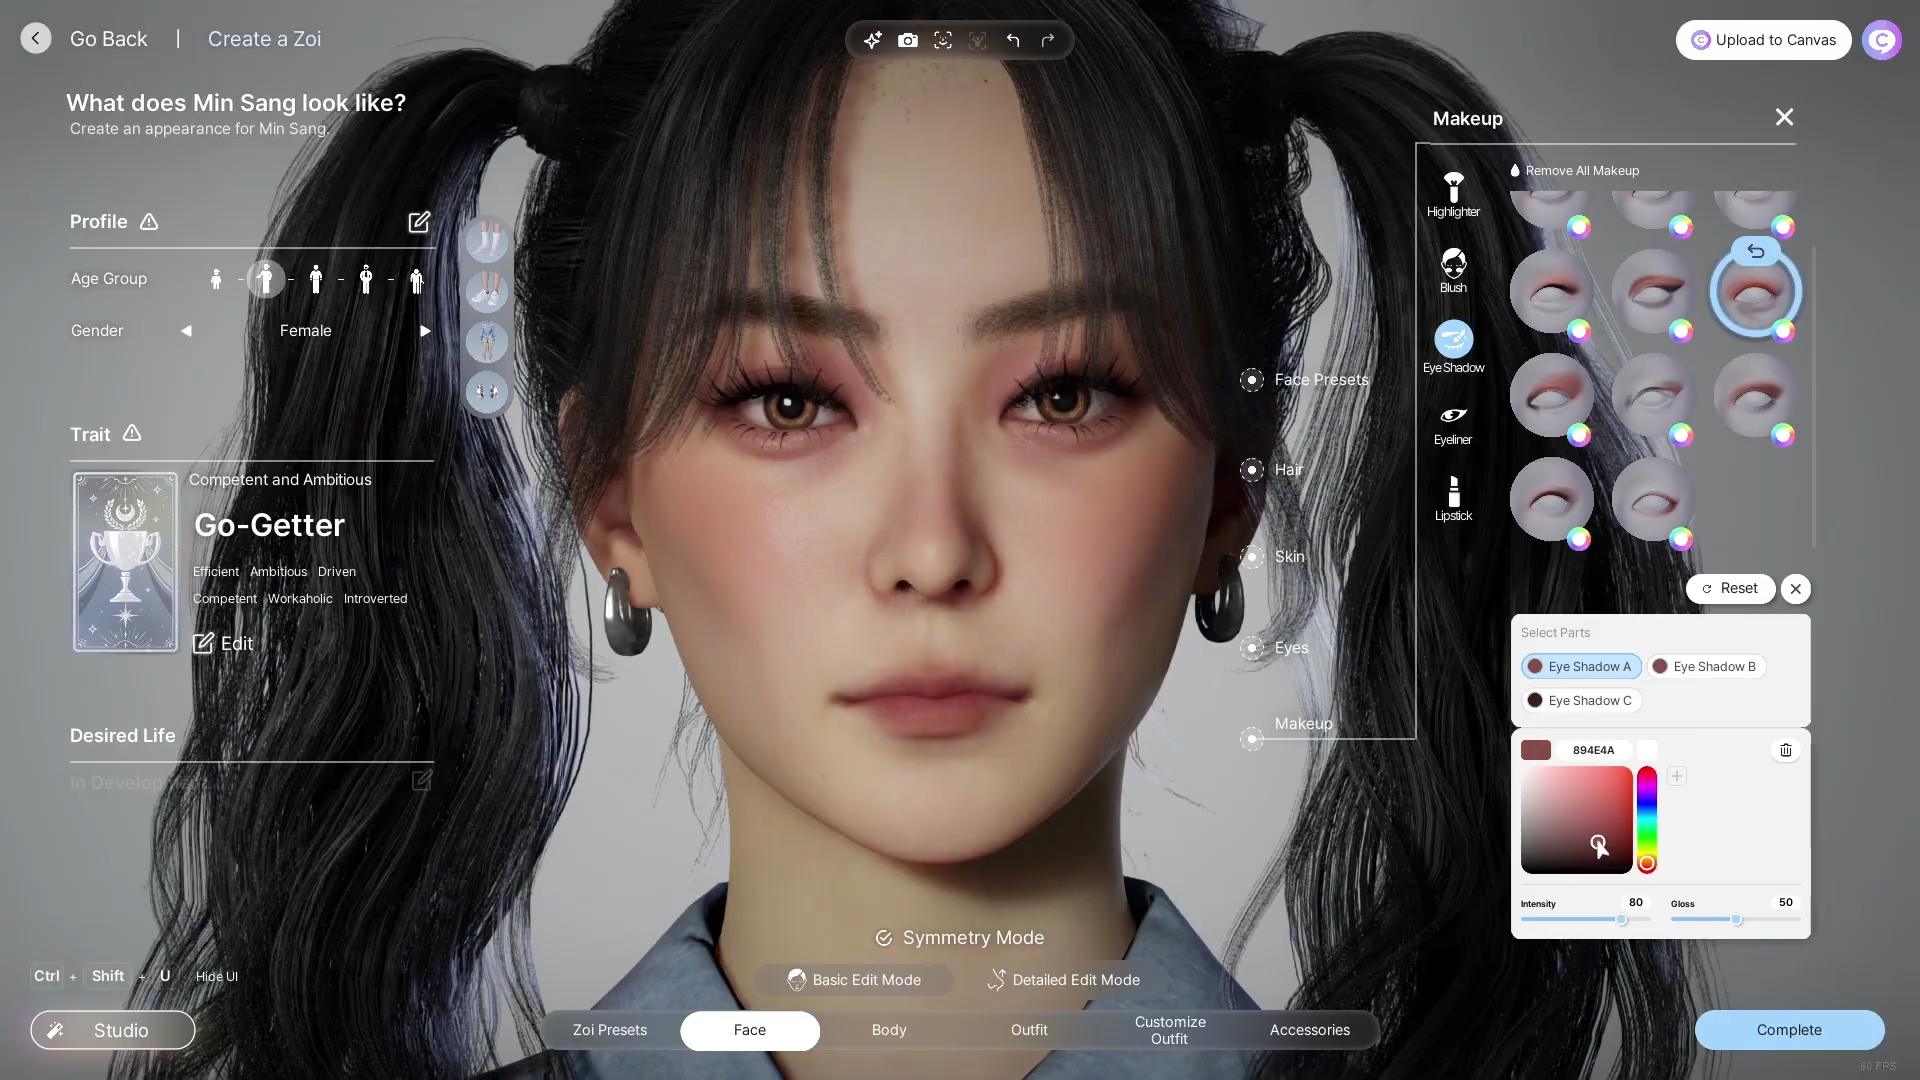 Go Back | Create a Zoi
Upload to Canvas
What does Min Sang look like?
Create an appearance for Min Sang.
Profile
Age Group
Gender
Female
Trait
Competent and Ambitious
Go-Getter
Efficient Ambitious Driven
Competent Workaholic Introverted
Edit
Desired Life
In Development
Ctrl + Shift + U Hide UI
Studio
Face Presets
Hair
Skin
Eyes
Makeup
Makeup
Remove All Makeup
Highlighter
Blush
Eye Shadow
Eyeliner
Lipstick
Reset
Select Parts
Eye Shadow A
Eye Shadow B
Eye Shadow C
894E4A
Intensity 80
Gloss 50
Symmetry Mode
Basic Edit Mode
Detailed Edit Mode
Zoi Presets
Face
Body
Outfit
Customize
Outfit
Accessories
Complete
60 FPS